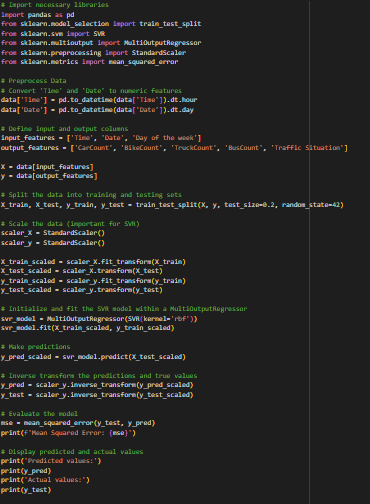 # Import necessary libraries
import pandas as pd
from sklearn.model_selection import train_test_split
from sklearn.svm import SVR
from sklearn.multioutput import MultiOutputRegressor
from sklearn.preprocessing import StandardScaler
from sklearn.metrics import mean_squared_error

# Preprocess Data
# Convert 'Time' and 'Date' to numeric features
data['Time'] = pd.to_datetime(data['Time']).dt.hour
data['Date'] = pd.to_datetime(data['Date']).dt.day

# Define input and output columns
input_features = ['Time', 'Date', 'Day of the week']
output_features = ['CarCount', 'BikeCount', 'TruckCount', 'BusCount', 'Traffic Situation']

X = data[input_features]
y = data[output_features]

# Split the data into training and testing sets
X_train, X_test, y_train, y_test = train_test_split(X, y, test_size=0.2, random_state=42)

# Scale the data (important for SVR)
scaler_X = StandardScaler()
scaler_y = StandardScaler()

X_train_scaled = scaler_X.fit_transform(X_train)
X_test_scaled = scaler_X.transform(X_test)
y_train_scaled = scaler_y.fit_transform(y_train)
y_test_scaled = scaler_y.transform(y_test)

# Initialize and fit the SVR model within a MultiOutputRegressor
svr_model = MultiOutputRegressor(SVR(kernel='rbf'))
svr_model.fit(X_train_scaled, y_train_scaled)

# Make predictions
y_pred_scaled = svr_model.predict(X_test_scaled)

# Inverse transform the predictions and true values
y_pred = scaler_y.inverse_transform(y_pred_scaled)
y_test = scaler_y.inverse_transform(y_test_scaled)

# Evaluate the model
mse = mean_squared_error(y_test, y_pred)
print(f'Mean Squared Error: {mse}')

# Display predicted and actual values
print('Predicted values:')
print(y_pred)
print('Actual values:')
print(y_test)